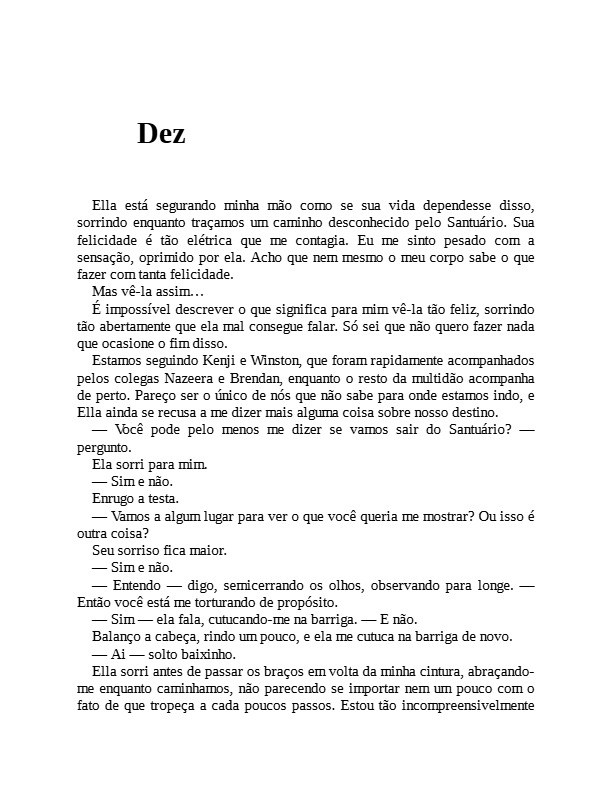 Dez
Ella está segurando minha mão como se sua vida dependesse disso,
sorrindo enquanto traçamos um caminho desconhecido pelo Santuário. Sua
felicidade é tão elétrica que me contagia. Eu me sinto pesado com a
sensação, oprimido por ela. Acho que nem mesmo o meu corpo sabe o que
fazer com tanta felicidade.
Mas vê-la assim…
É impossível descrever o que significa para mim vê-la tão feliz, sorrindo
tão abertamente que ela mal consegue falar. Só sei que não quero fazer nada
que ocasione o fim disso.
Estamos seguindo Kenji e Winston, que foram rapidamente acompanhados
pelos colegas Nazeera e Brendan, enquanto o resto da multidão acompanha
de perto. Pareço ser o único de nós que não sabe para onde estamos indo, e
Ella ainda se recusa a me dizer mais alguma coisa sobre nosso destino.
— Você pode pelo menos me dizer se vamos sair do Santuário? —
pergunto.
Ela sorri para mim.
— Sim e não.
Enrugo a testa.
— Vamos a algum lugar para ver o que você queria me mostrar? Ou isso é
outra coisa?
Seu sorriso fica maior.
— Sim e não.
— Entendo — digo, semicerrando os olhos, observando para longe. —
Então você está me torturando de propósito.
— Sim — ela fala, cutucando-me na barriga. — E não.
Balanço a cabeça, rindo um pouco, e ela me cutuca na barriga de novo.
— Ai — solto baixinho.
Ella sorri antes de passar os braços em volta da minha cintura, abraçando-
me enquanto caminhamos, não parecendo se importar nem um pouco com o
fato de que tropeça a cada poucos passos. Estou tão incompreensivelmente